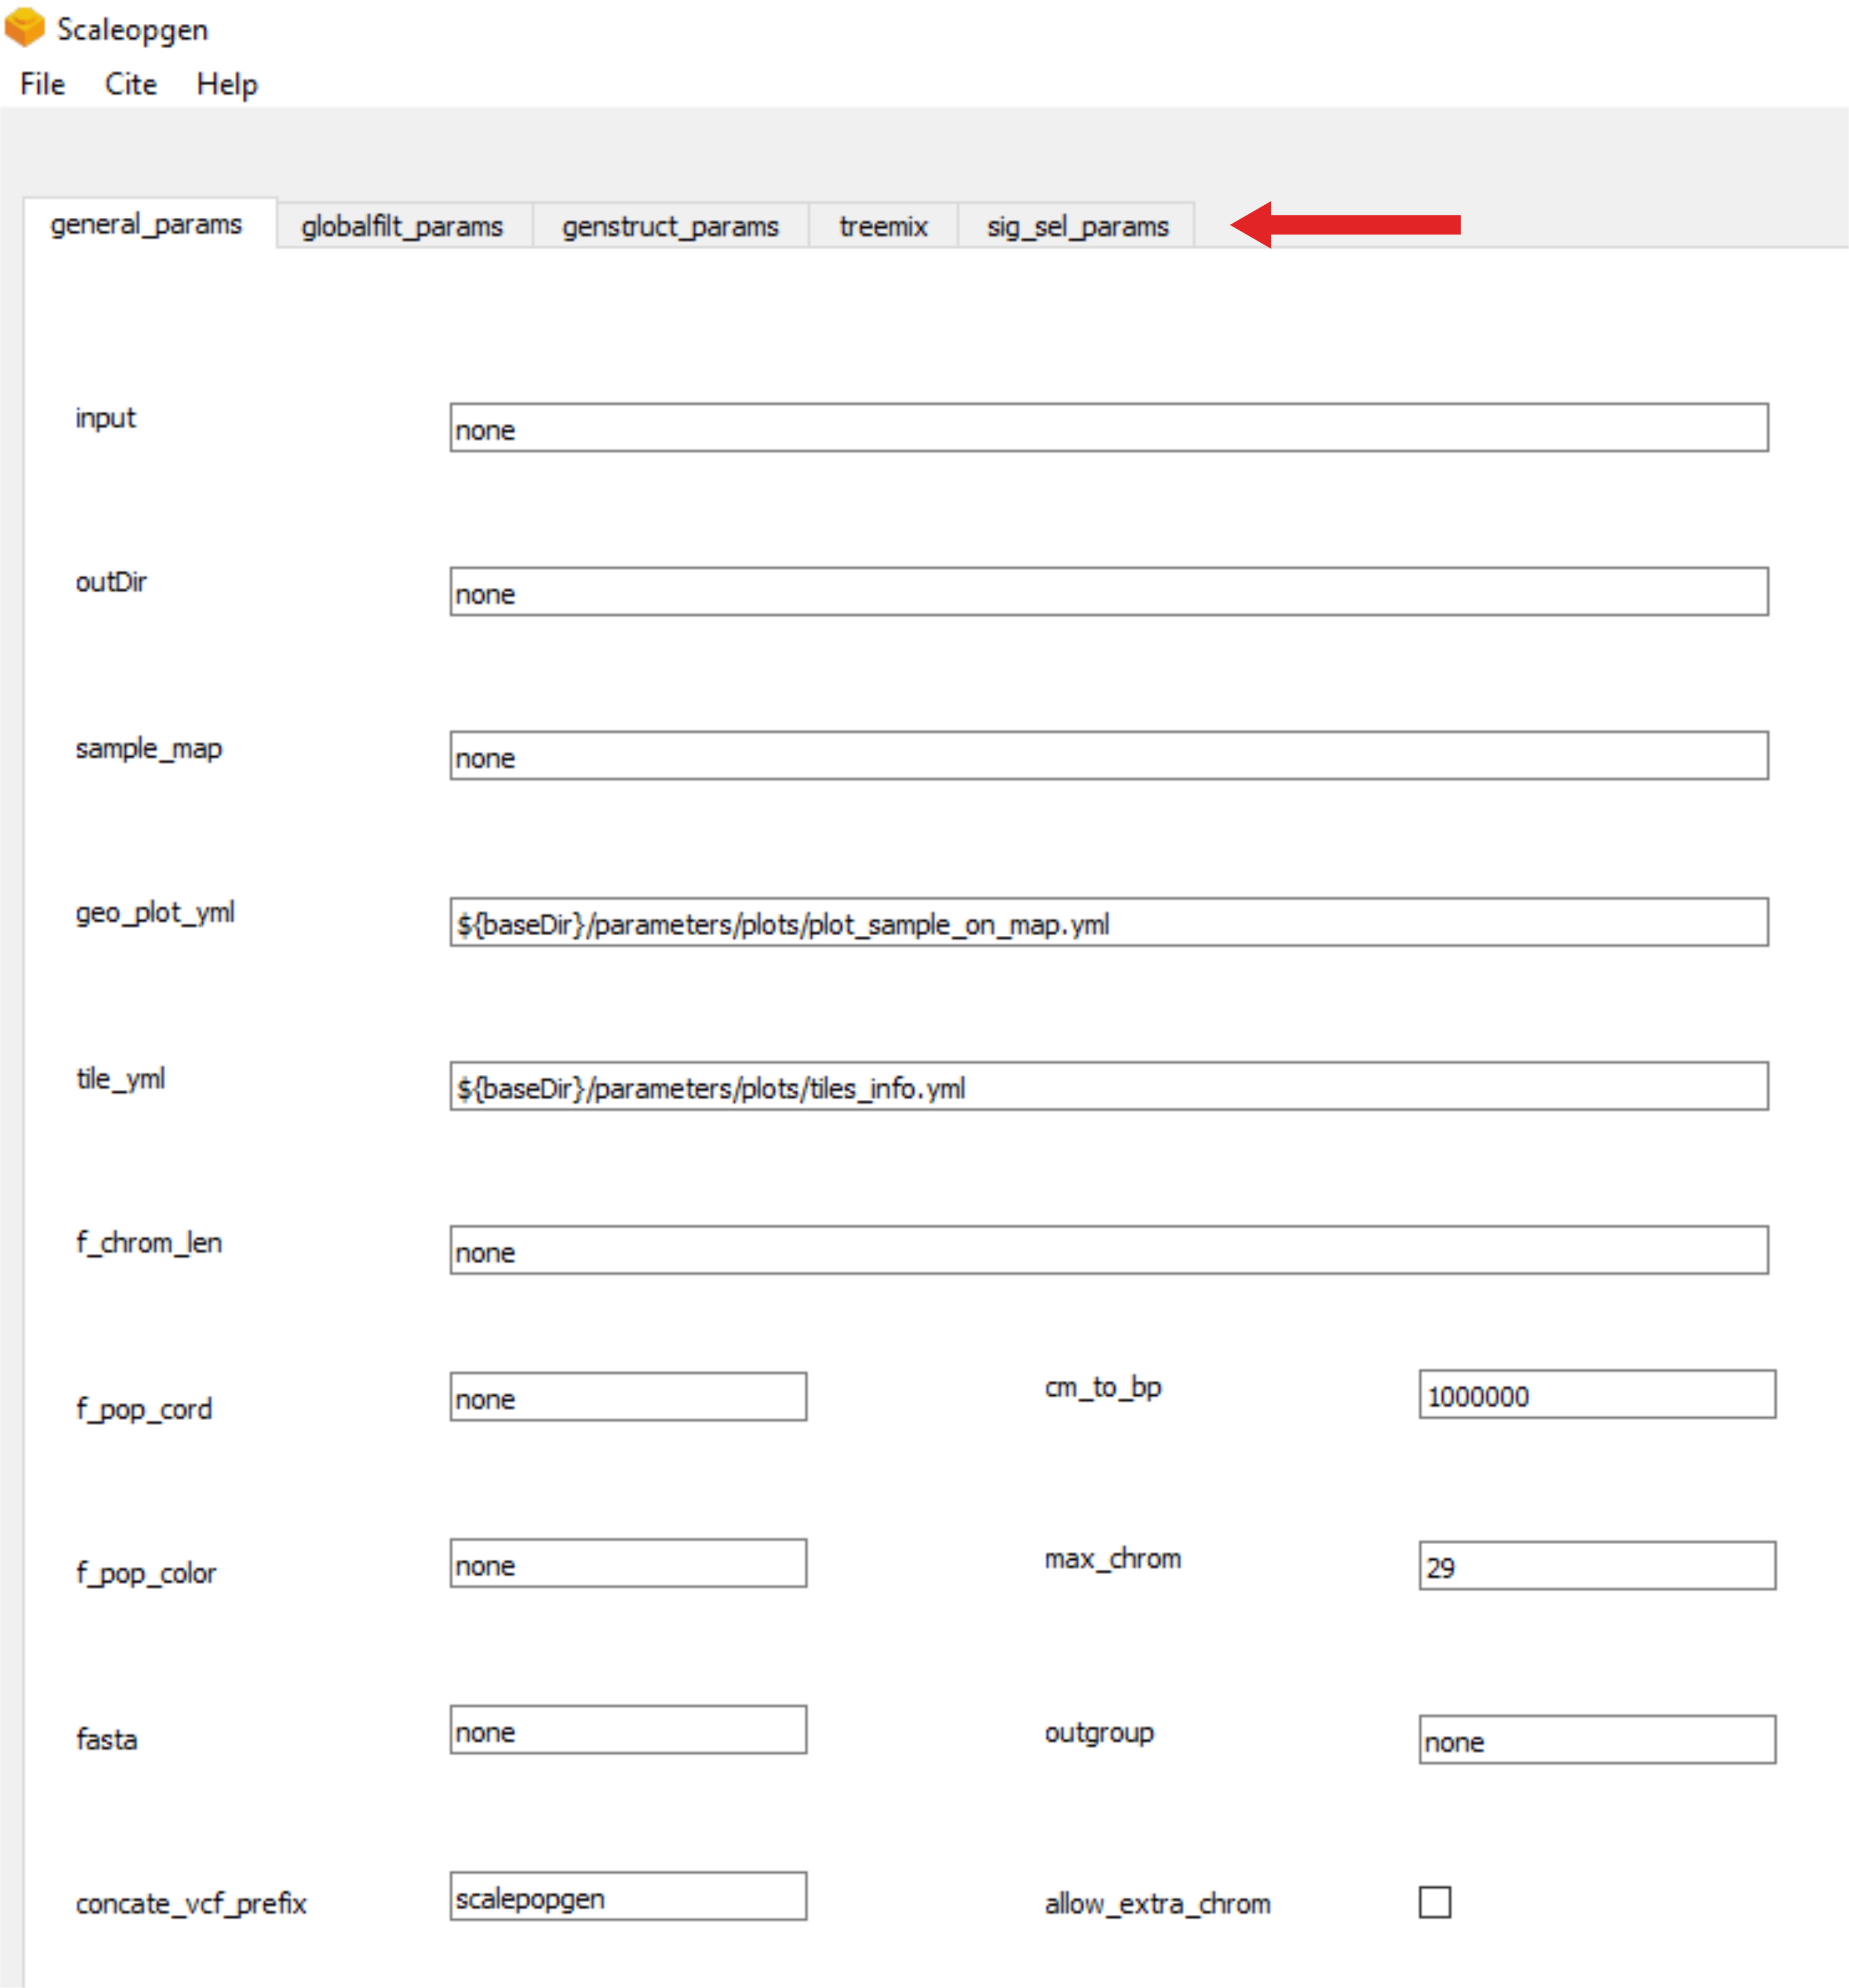 Scaleopgen
File Cite Help
general_params globalfilt_params genstruct_params treemix sig_sel_params
input none
outDir none
sample_map none
geo_plot_yml ${baseDir}/parameters/plots/plot_sample_on_map.yml
tile_yml ${baseDir}/parameters/plots/tiles_info.yml
f_chrom_len none
f_pop_cord none cm_to_bp 1000000
f_pop_color none max_chrom 29
fasta none outgroup none
concate_vcf_prefix scalepopgen allow_extra_chrom